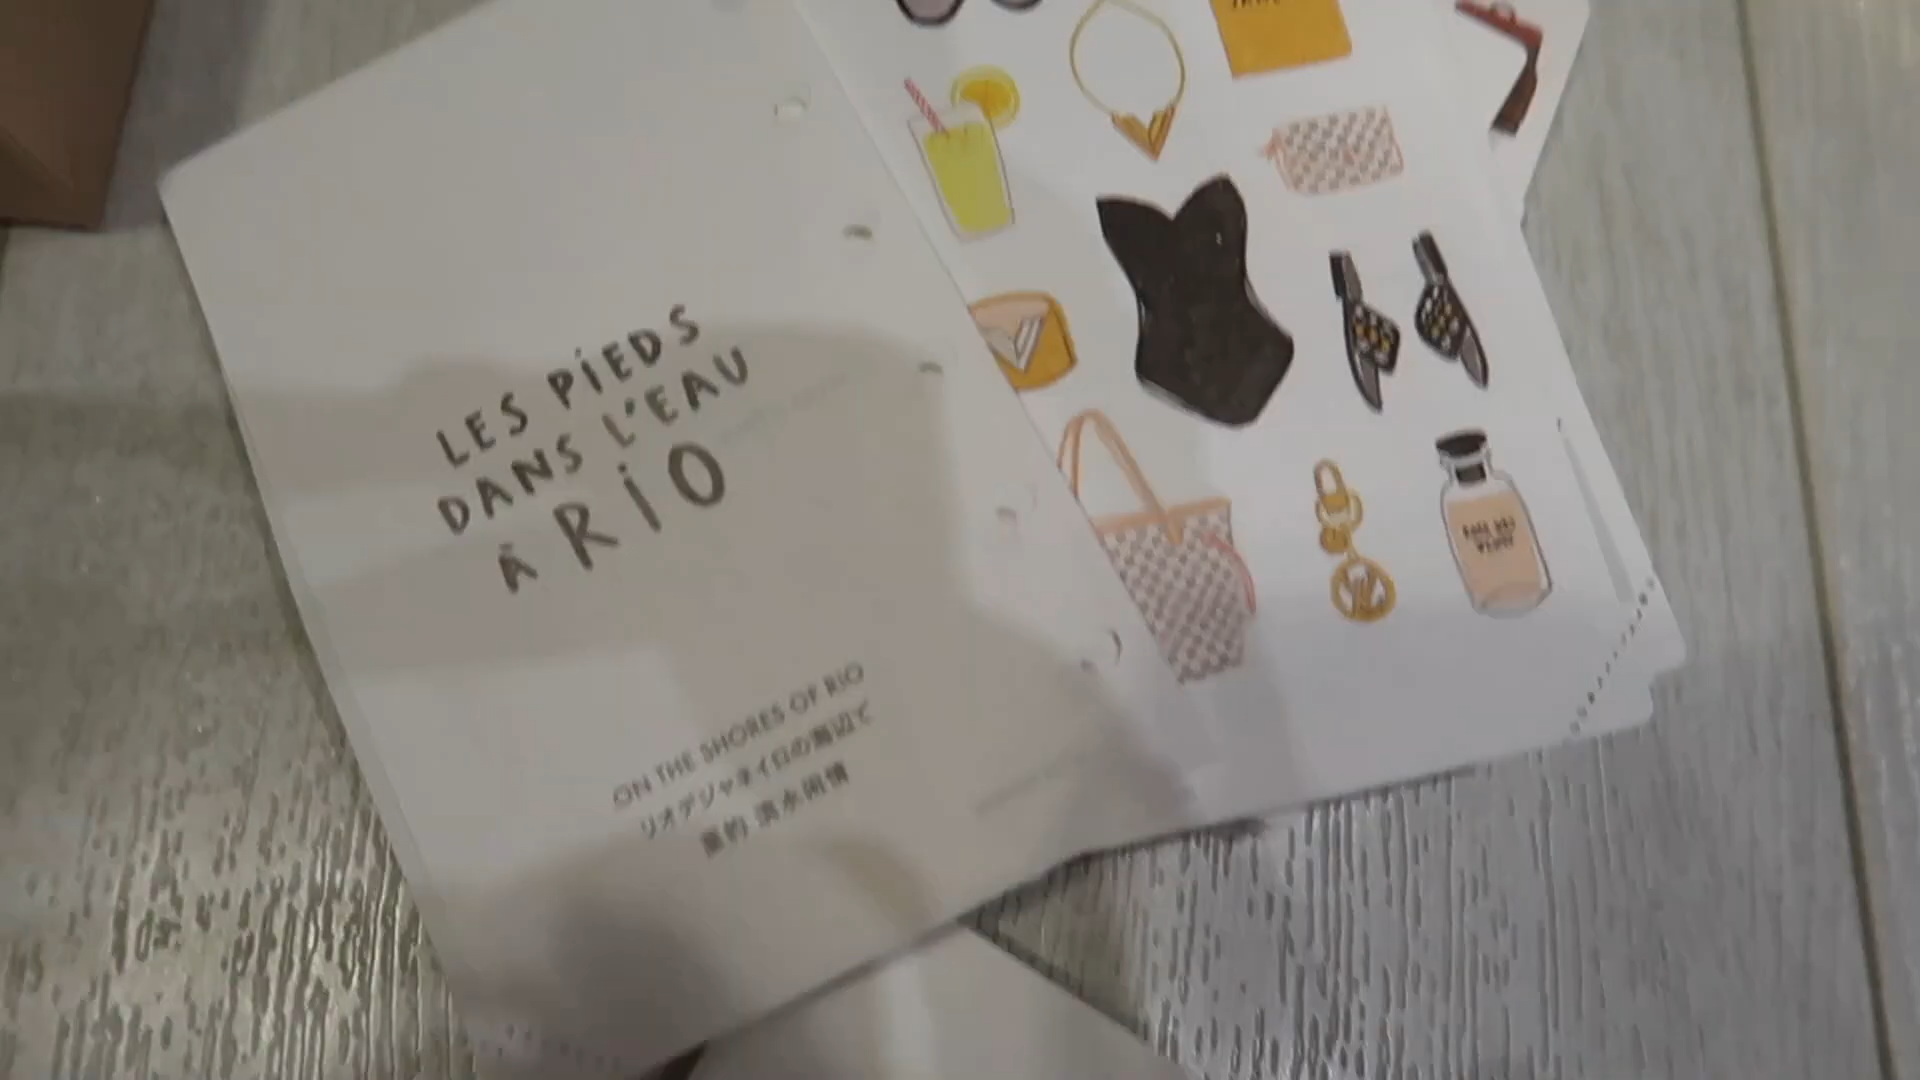 LES PIEDS
DANS L'EAU
À RIO
ON THE SHORES OF RIO
リオデジャネイロの海辺で